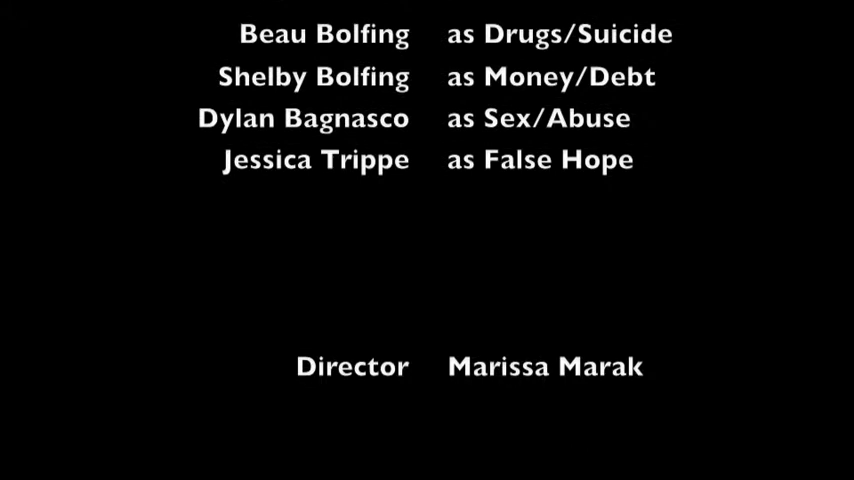 Beau Bolfing as Drugs/Suicide
Shelby Bolfing as Money/Debt
Dylan Bagnasco as Sex/Abuse
Jessica Trippe as False Hope
Director Marissa Marak